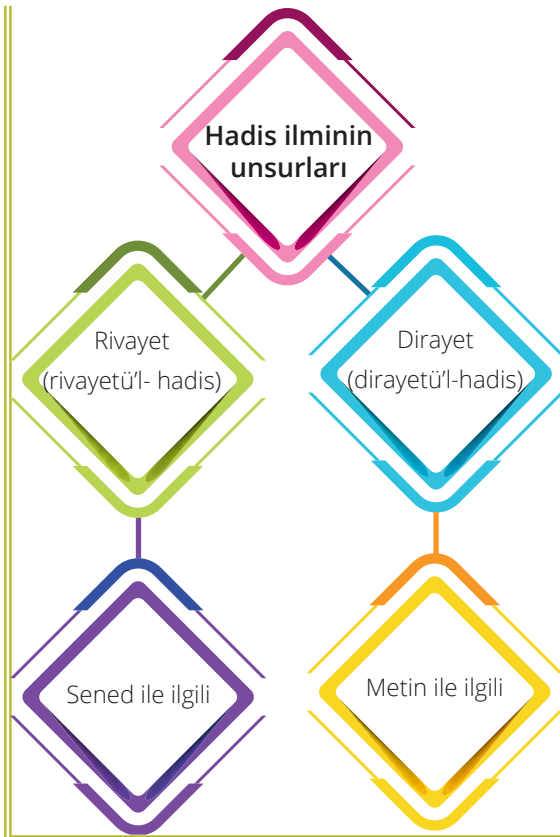 Hadis ilminin
unsurları
Rivayet
(rivayetü'l- hadis)
Dirayet
(dirayetü'l-hadis)
Sened ile ilgili
Metin ile ilgili